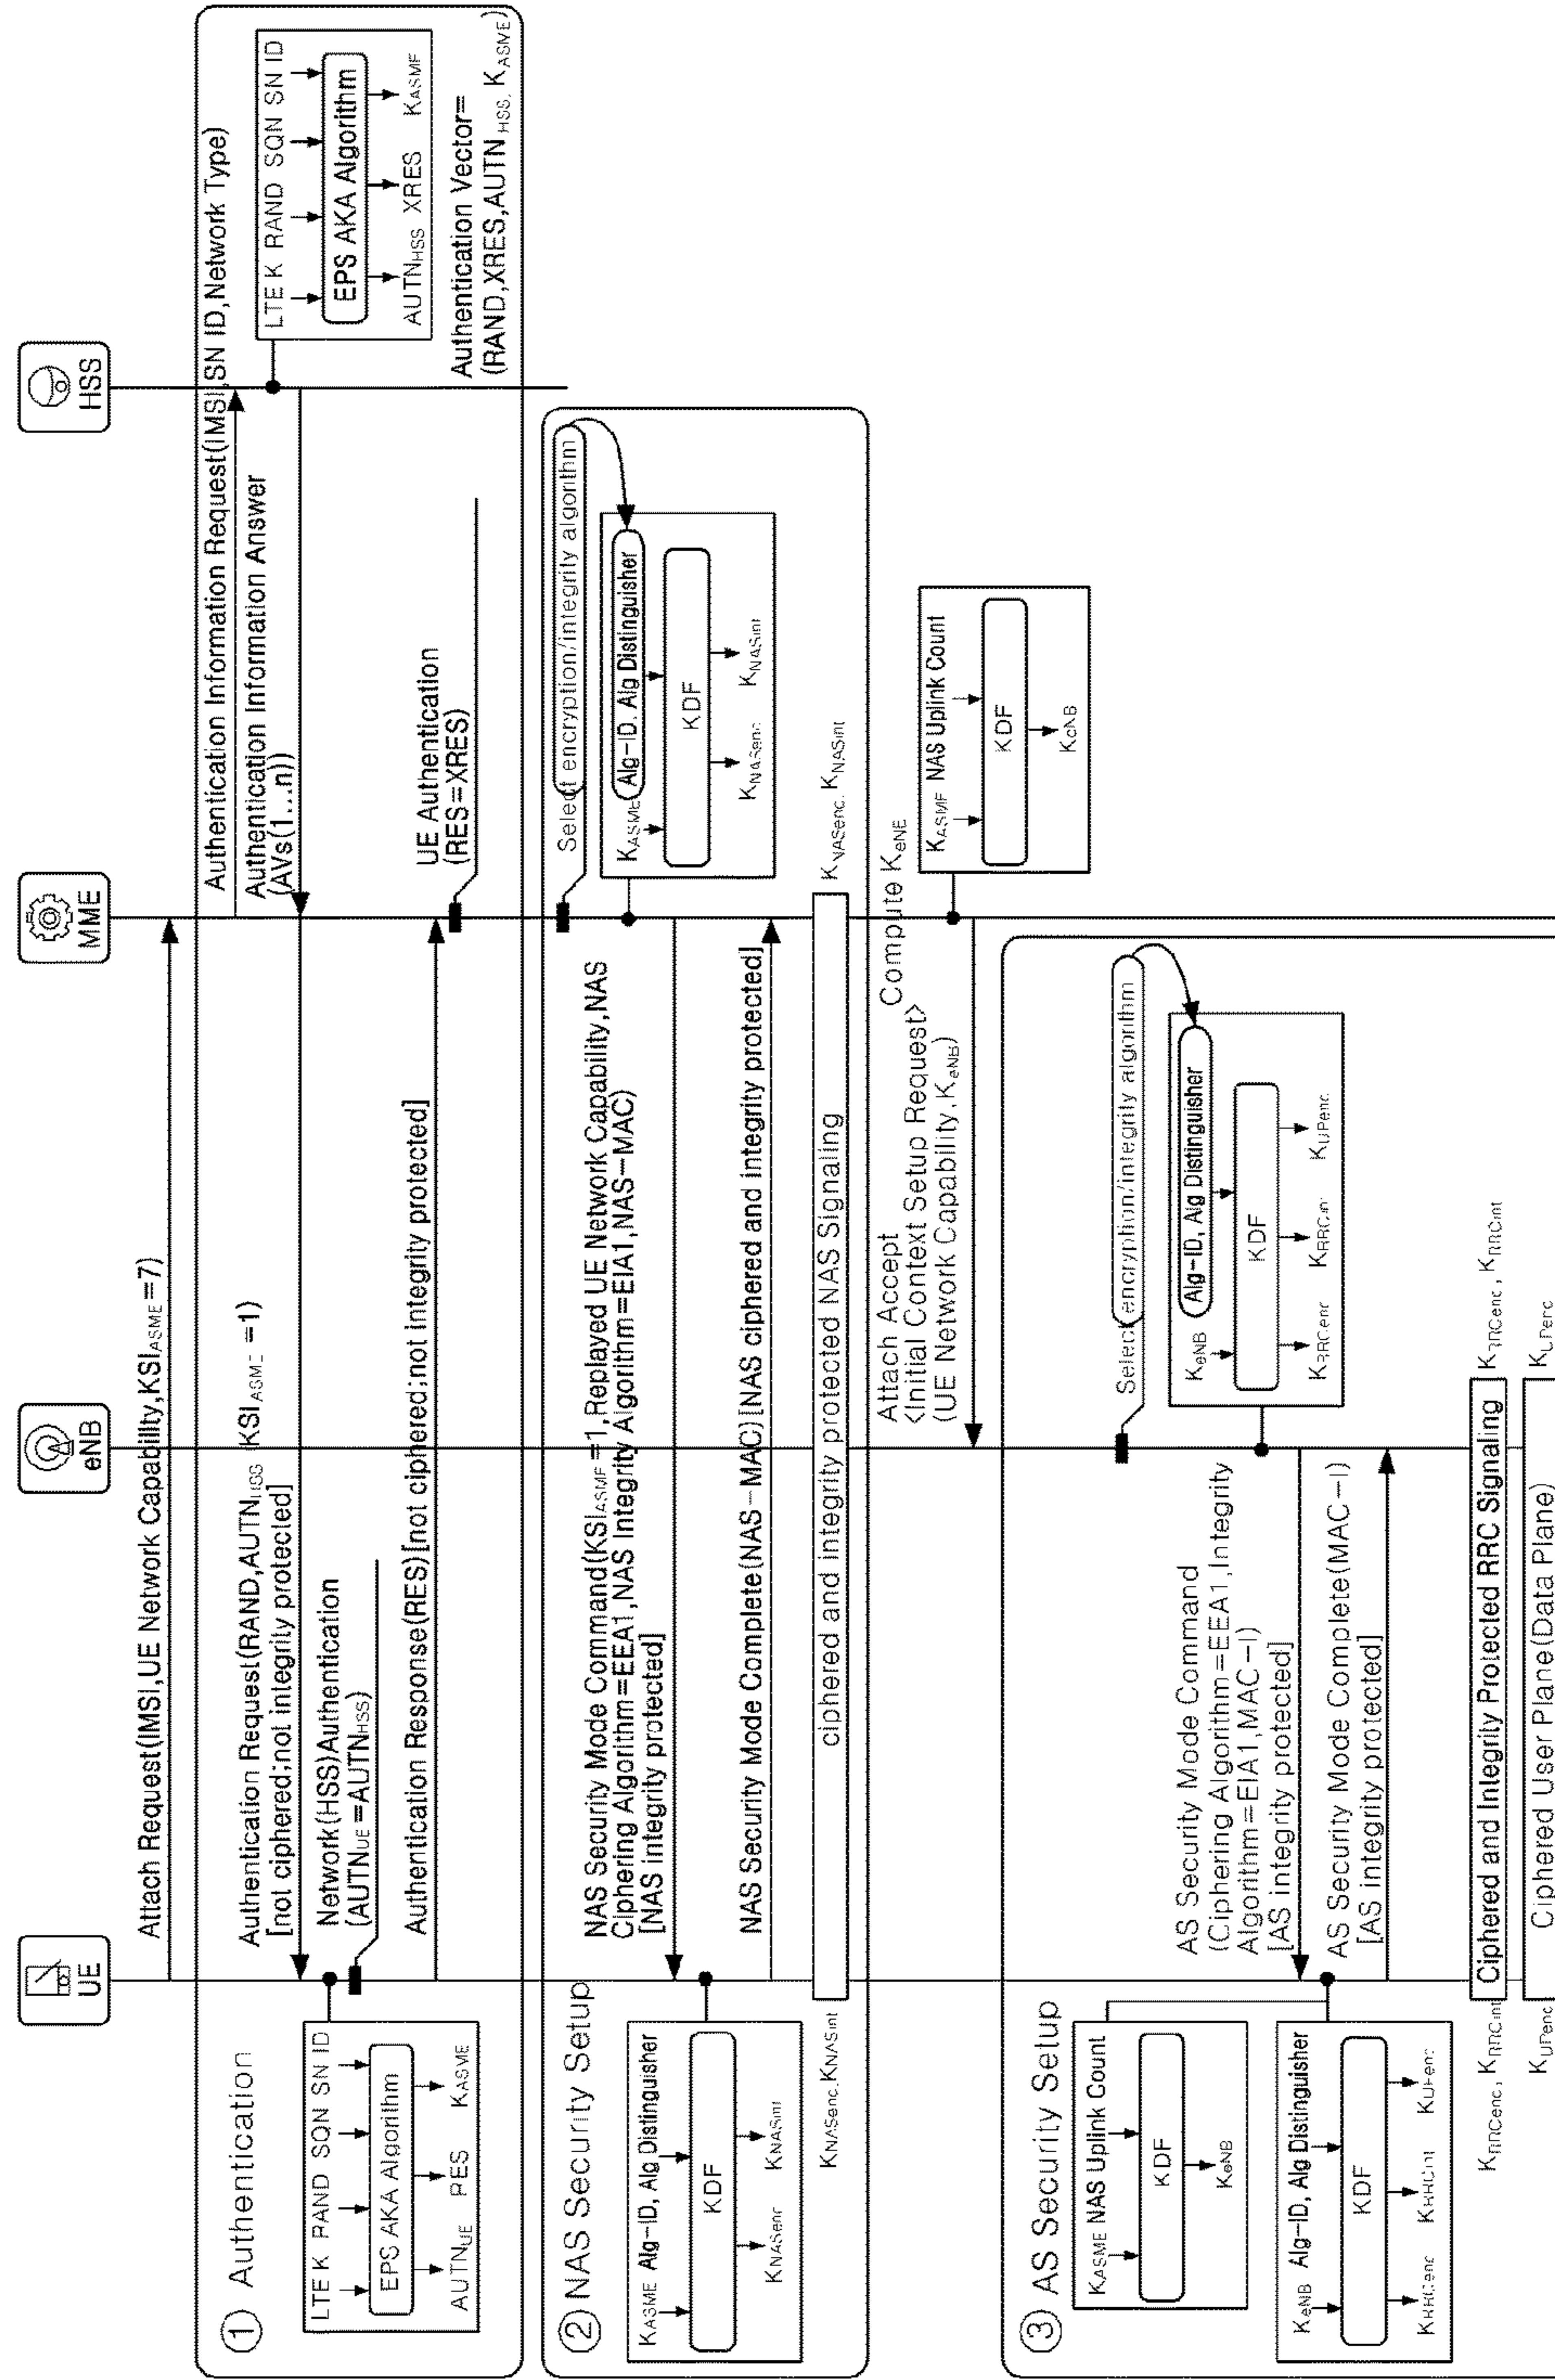 UE
eNB
MME
HSS
Attach Request(IMSI,UE Network Capability,KSIASME=7)
① Authentication
LTE K RAND SQN SN ID
EPS AKA Algorithm
AUTNUE RES KASME
Authentication Information Request(IMSI,SN ID,Network Type)
Authentication Information Answer
(AVs(1...n))
LTE K RAND SQN SN ID
EPS AKA Algorithm
AUTNHSS XRES KASME
Authentication Vector=
(RAND,XRES,AUTN HSS, KASME)
Authentication Request(RAND,AUTNHSS KSIASME=1)
[not ciphered;not integrity protected]
Network(HSS)Authentication
(AUTNUE=AUTNHSS)
Authentication Response(RES)[not ciphered;not integrity protected]
UE Authentication
(RES=XRES)
② NAS Security Setup
Select encryption/integrity algorithm
KASME Alg-ID, Alg Distinguisher
KDF
KNASenc KNASint
NAS Security Mode Command(KSIASME=1,Replayed UE Network Capability,NAS
Ciphering Algorithm=EEA1,NAS Integrity Algorithm=EIA1,NAS-MAC)
[NAS integrity protected]
KASME Alg-ID, Alg Distinguisher
KDF
KNASenc KNASint
NAS Security Mode Complete(NAS-MAC)[NAS ciphered and integrity protected]
KNASenc,KNASint
ciphered and integrity protected NAS Signaling
KNASenc, KNASint
Compute KeNB
KASME NAS Uplink Count
KDF
KeNB
Attach Accept
<Initial Context Setup Request>
(UE Network Capability,KeNB)
③ AS Security Setup
Select encryption/integrity algorithm
KeNB Alg-ID, Alg Distinguisher
KDF
KRRCenc KRRCint KUPenc
KASME NAS Uplink Count
KDF
KeNB
AS Security Mode Command
(Ciphering Algorithm=EEA1,Integrity
Algorithm=EIA1,MAC-I)
[AS integrity protected]
KeNB Alg-ID, Alg Distinguisher
KDF
KRRCenc KRRCint KUPenc
AS Security Mode Complete(MAC-I)
[AS integrity protected]
KRRCenc, KRRCint
Ciphered and Integrity Protected RRC Signaling
KRRCenc, KRRCint
KUPenc
Ciphered User Plane(Data Plane)
KUPenc